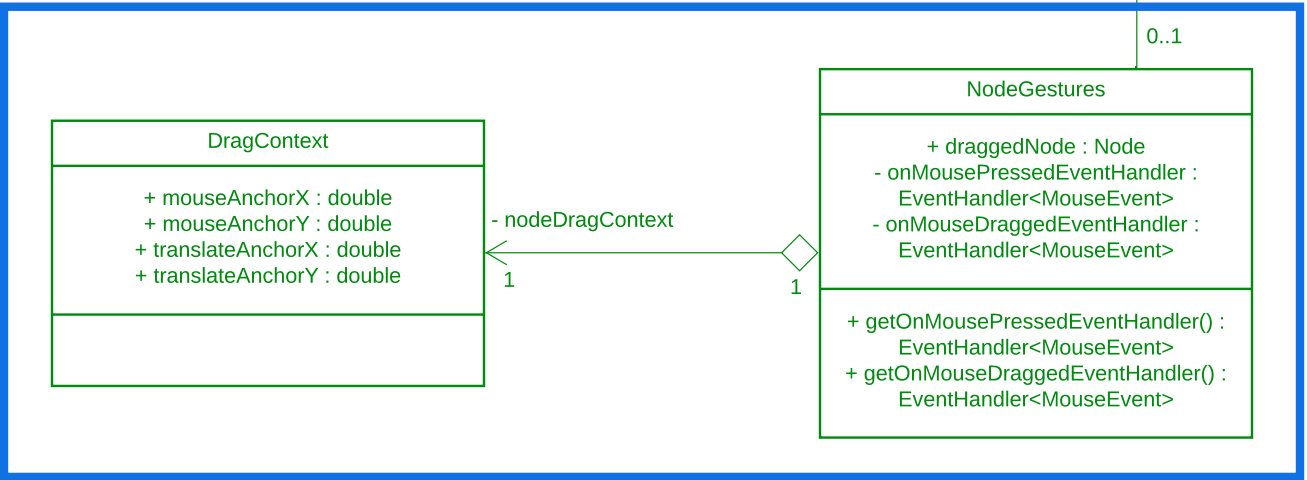 0..1
NodeGestures
+ draggedNode : Node
- onMousePressedEventHandler :
EventHandler<MouseEvent>
- onMouseDraggedEventHandler :
EventHandler<MouseEvent>
+ getOnMousePressedEventHandler() :
EventHandler<MouseEvent>
+ getOnMouseDraggedEventHandler() :
EventHandler<MouseEvent>
DragContext
+ mouseAnchorX : double
+ mouseAnchorY : double
+ translateAnchorX : double
+ translateAnchorY : double
- nodeDragContext
1
1